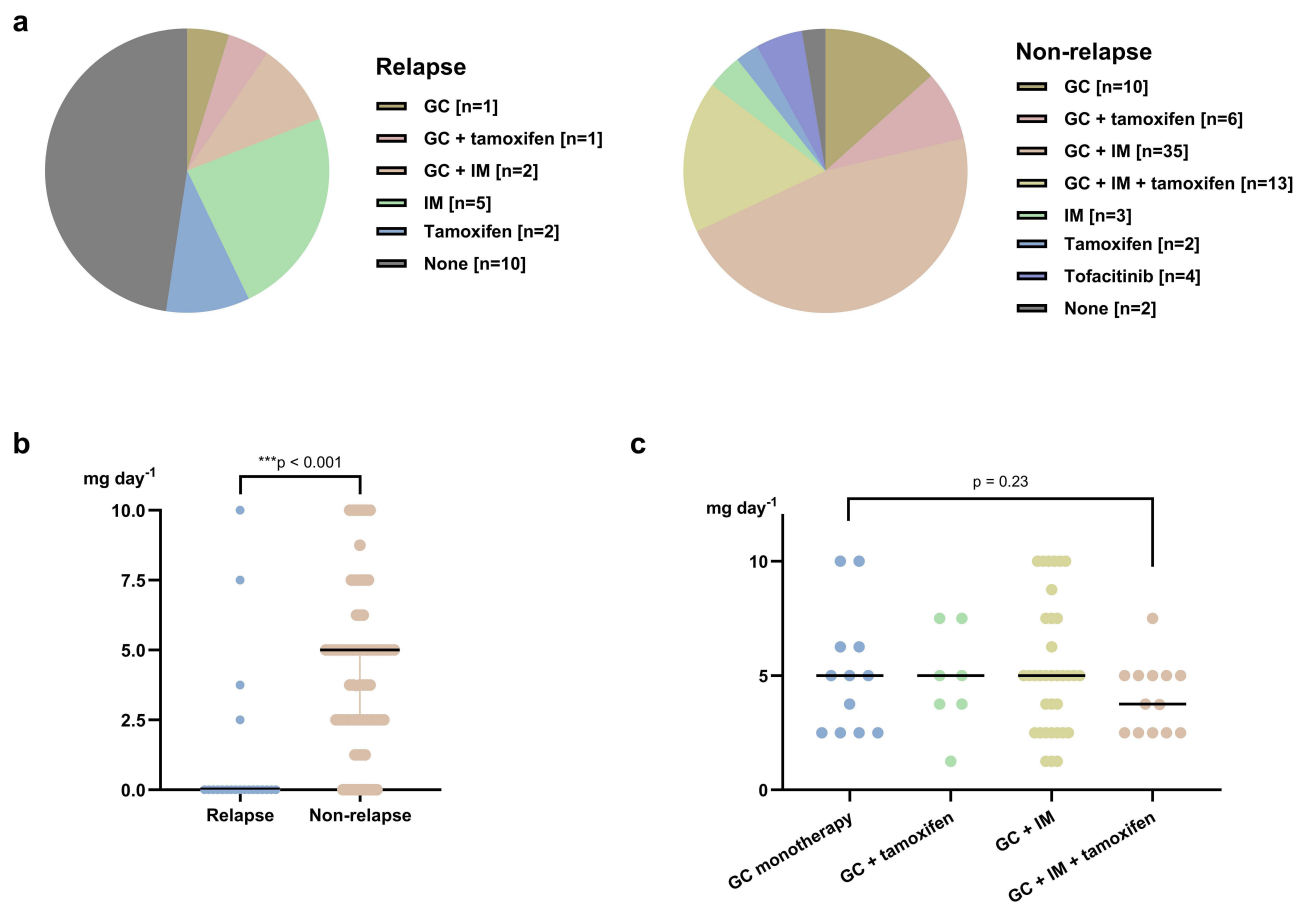 a
Relapse
GC [n=1]
GC + tamoxifen [n=1]
GC + IM [n=2]
IM [n=5]
Tamoxifen [n=2]
None [n=10]
Non-relapse
GC [n=10]
GC + tamoxifen [n=6]
GC + IM [n=35]
GC + IM + tamoxifen [n=13]
IM [n=3]
Tamoxifen [n=2]
Tofacitinib [n=4]
None [n=2]
b
***p < 0.001
mg day-1
10.0
7.5
5.0
2.5
0.0
Relapse
Non-relapse
c
p = 0.23
mg day-1
10
5
0
GC monotherapy
GC + tamoxifen
GC + IM
GC + IM + tamoxifen